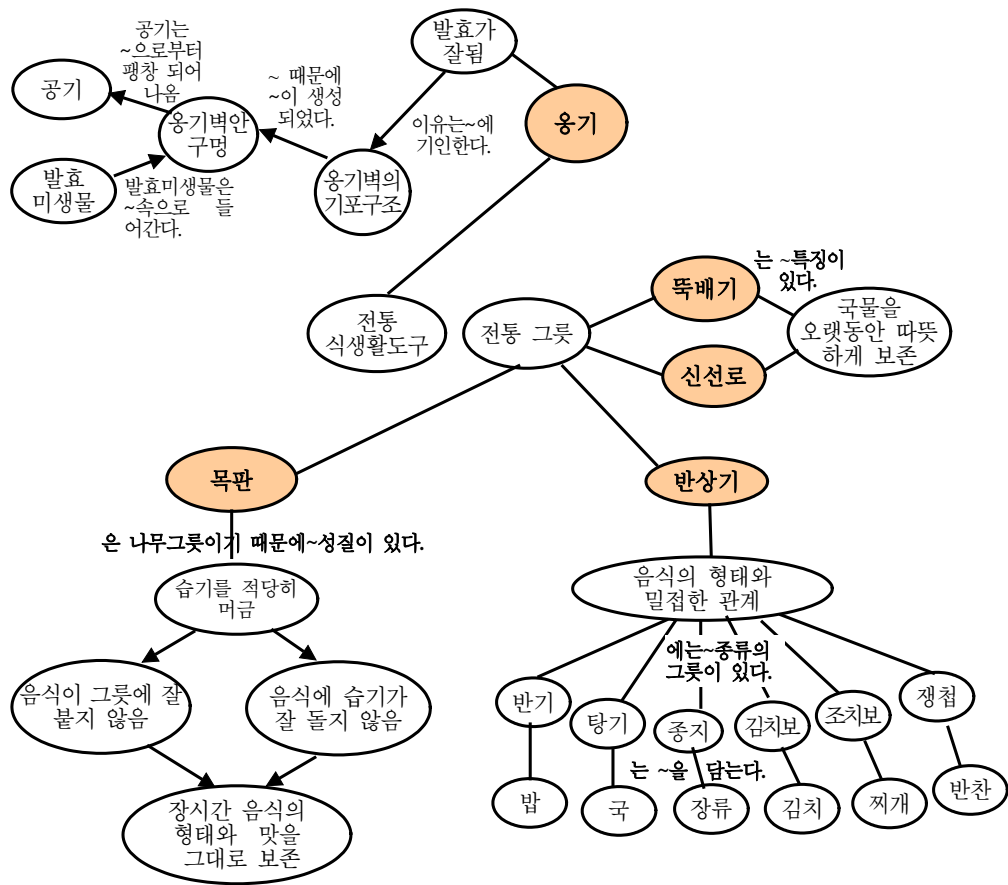 공기는
~으로부터
팽창 되어
나옴
발효가
잘됨
공기
~ 때문에
~이 생성
되었다.
옹기벽안
구멍
이유는~에
기인한다.
옹기
발효
미생물
발효미생물은
~속으로 들
어간다.
옹기벽의
기포구조
전통
식생활도구
전통 그릇
뚝배기
는 ~특징이
있다.
국물을
오랫동안 따뜻
하게 보존
신선로
목판
반상기
은 나무그릇이기 때문에~성질이 있다.
습기를 적당히
머금
음식의 형태와
밀접한 관계
음식이 그릇에 잘
붙지 않음
음식에 습기가
잘 돌지 않음
에는~종류의
그릇이 있다.
반기
탕기
종지
김치보
조치보
쟁첩
는 ~을 담는다.
밥
국
장류
김치
찌개
반찬
장시간 음식의
형태와 맛을
그대로 보존